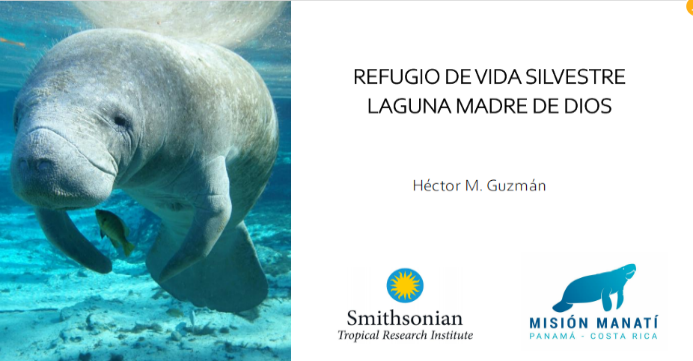 REFUGIO DE VIDA SILVESTRE
LAGUNA MADRE DE DIOS
Héctor M. Guzmán
Smithsonian
Tropical Research Institute
MISIÓN MANATÍ
PANAMÁ - COSTA RICA